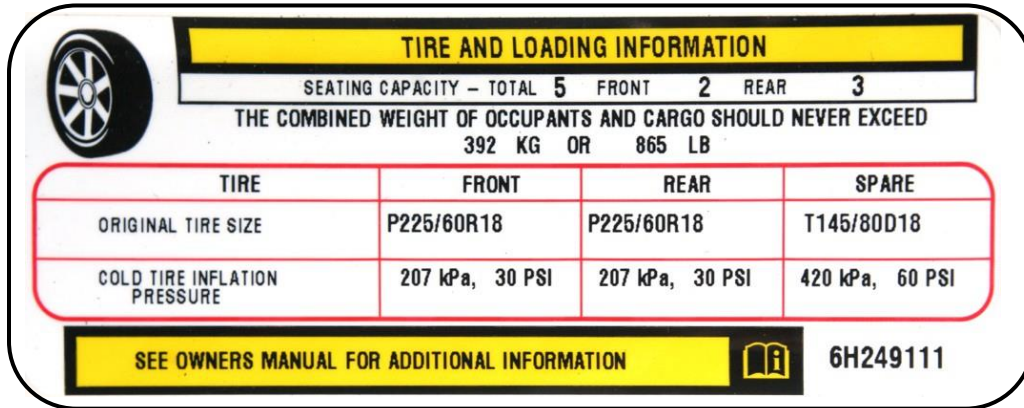 TIRE AND LOADING INFORMATION
SEATING CAPACITY – TOTAL 5 FRONT 2 REAR 3
THE COMBINED WEIGHT OF OCCUPANTS AND CARGO SHOULD NEVER EXCEED
392 KG OR 865 LB
TIRE FRONT REAR SPARE
ORIGINAL TIRE SIZE P225/60R18 P225/60R18 T145/80D18
COLD TIRE INFLATION PRESSURE 207 kPa, 30 PSI 207 kPa, 30 PSI 420 kPa, 60 PSI
SEE OWNERS MANUAL FOR ADDITIONAL INFORMATION i 6H249111